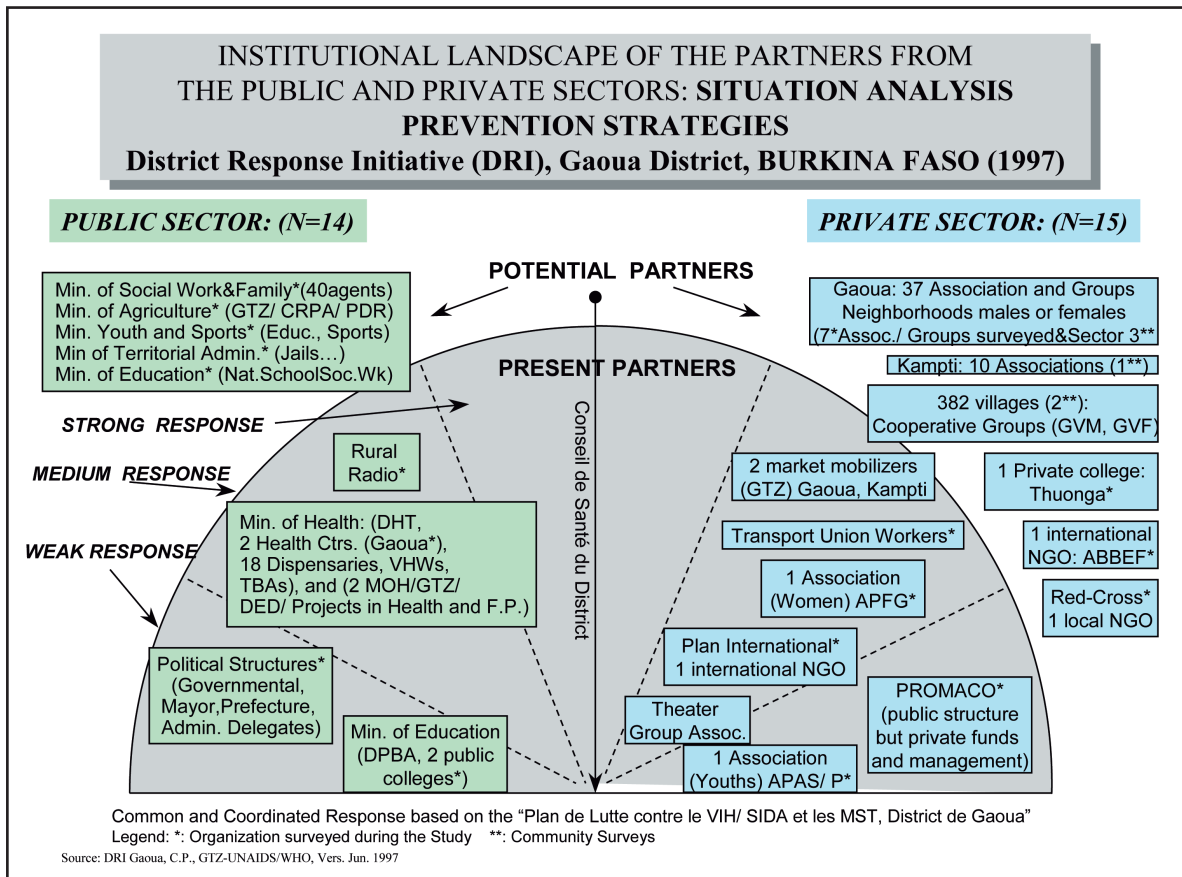 INSTITUTIONAL LANDSCAPE OF THE PARTNERS FROM
THE PUBLIC AND PRIVATE SECTORS: SITUATION ANALYSIS
PREVENTION STRATEGIES
District Response Initiative (DRI), Gaoua District, BURKINA FASO (1997)
PUBLIC SECTOR: (N=14)
PRIVATE SECTOR: (N=15)
POTENTIAL PARTNERS
Min. of Social Work&Family*(40agents)
Min. of Agriculture* (GTZ/ CRPA/ PDR)
Min. Youth and Sports* (Educ., Sports)
Min of Territorial Admin.* (Jails…)
Min. of Education* (Nat.SchoolSoc.Wk)
Gaoua: 37 Association and Groups
Neighborhoods males or females
(7*Assoc./ Groups surveyed&Sector 3**
Kampti: 10 Associations (1**)
382 villages (2**):
Cooperative Groups (GVM, GVF)
PRESENT PARTNERS
Conseil de Santé du District
STRONG RESPONSE
MEDIUM RESPONSE
WEAK RESPONSE
Rural
Radio*
Min. of Health: (DHT,
2 Health Ctrs. (Gaoua*),
18 Dispensaries, VHWs,
TBAs), and (2 MOH/GTZ/
DED/ Projects in Health and F.P.)
Political Structures*
(Governmental,
Mayor,Prefecture,
Admin. Delegates)
Min. of Education
(DPBA, 2 public
colleges*)
2 market mobilizers
(GTZ) Gaoua, Kampti
Transport Union Workers*
1 Association
(Women) APFG*
Plan International*
1 international NGO
Theater
Group Assoc.
1 Association
(Youths) APAS/ P*
1 Private college:
Thuonga*
1 international
NGO: ABBEF*
Red-Cross*
1 local NGO
PROMACO*
(public structure
but private funds
and management)
Common and Coordinated Response based on the “Plan de Lutte contre le VIH/ SIDA et les MST, District de Gaoua”
Legend: *: Organization surveyed during the Study **: Community Surveys
Source: DRI Gaoua, C.P., GTZ-UNAIDS/WHO, Vers. Jun. 1997